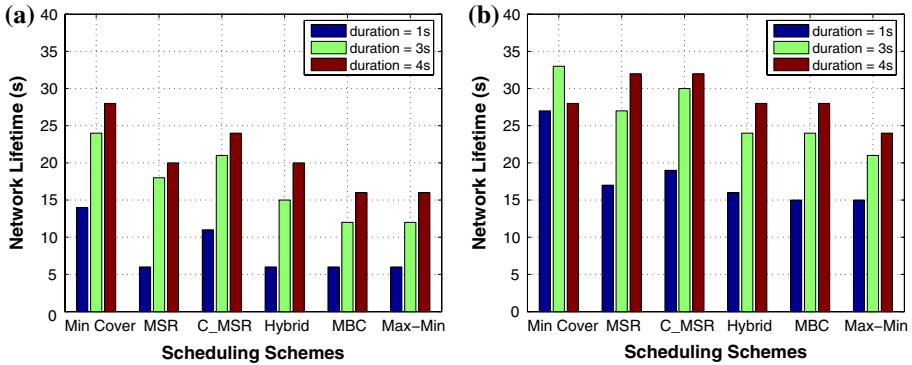 (a)
Network Lifetime (s)
40
35
30
25
20
15
10
5
0
duration = 1s
duration = 3s
duration = 4s
Min Cover MSR C_MSR Hybrid MBC Max−Min
Scheduling Schemes
(b)
Network Lifetime (s)
40
35
30
25
20
15
10
5
0
duration = 1s
duration = 3s
duration = 4s
Min Cover MSR C_MSR Hybrid MBC Max−Min
Scheduling Schemes